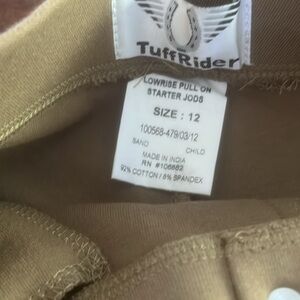 TuffRider
LOWRISE PULL ON
STARTER JODS
SIZE : 12
100568-479/03/12
SAND CHILD
MADE IN INDIA
RN #106662
92% COTTON / 8% SPANDEX